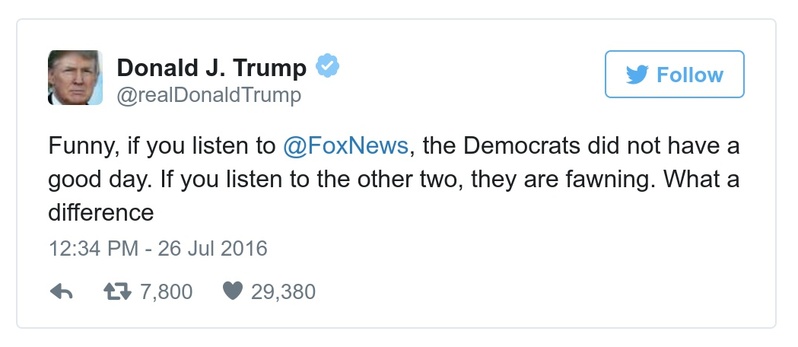 Donald J. Trump
Follow
@realDonaldTrump
Funny, if you listen to @FoxNews, the Democrats did not have a
good day. If you listen to the other two, they are fawning. What a
difference
12:34 PM - 26 Jul 2016
7,800 29,380